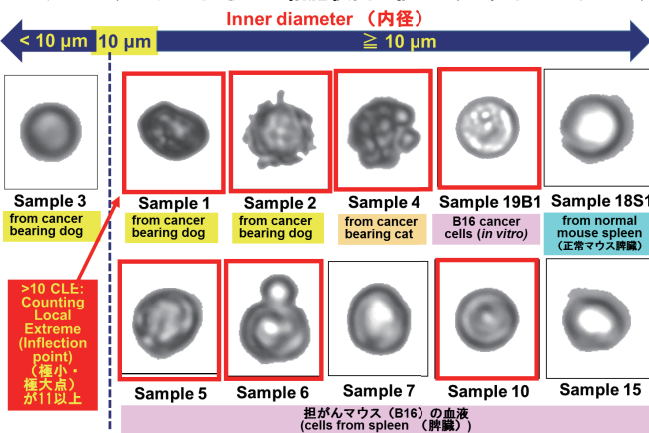 Inner diameter （内径）
< 10 µm
10 µm
≧ 10 µm
Sample 3
Sample 1
Sample 2
Sample 4
Sample 19B1
Sample 18S1
from cancer
bearing dog
from cancer
bearing dog
from cancer
bearing dog
from cancer
bearing cat
B16 cancer
cells (in vitro)
from normal
mouse spleen
（正常マウス脾臓）
>10 CLE:
Counting
Local
Extreme
(Inflection
point)
（極小・
極大点）
が11以上
Sample 5
Sample 6
Sample 7
Sample 10
Sample 15
担がんマウス（B16）の血液
(cells from spleen （脾臓）)